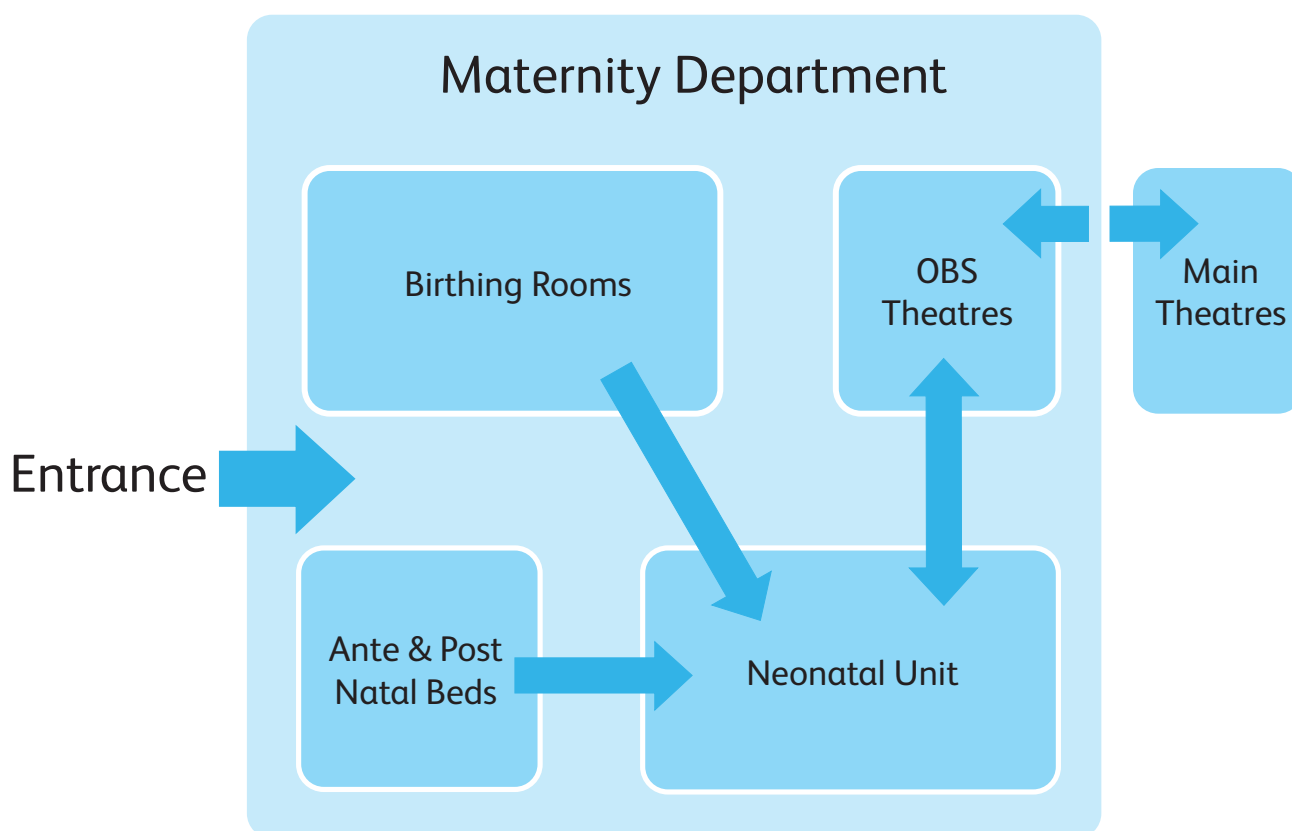 Maternity Department
Birthing Rooms
OBS
Theatres
Main
Theatres
Entrance
Ante & Post
Natal Beds
Neonatal Unit